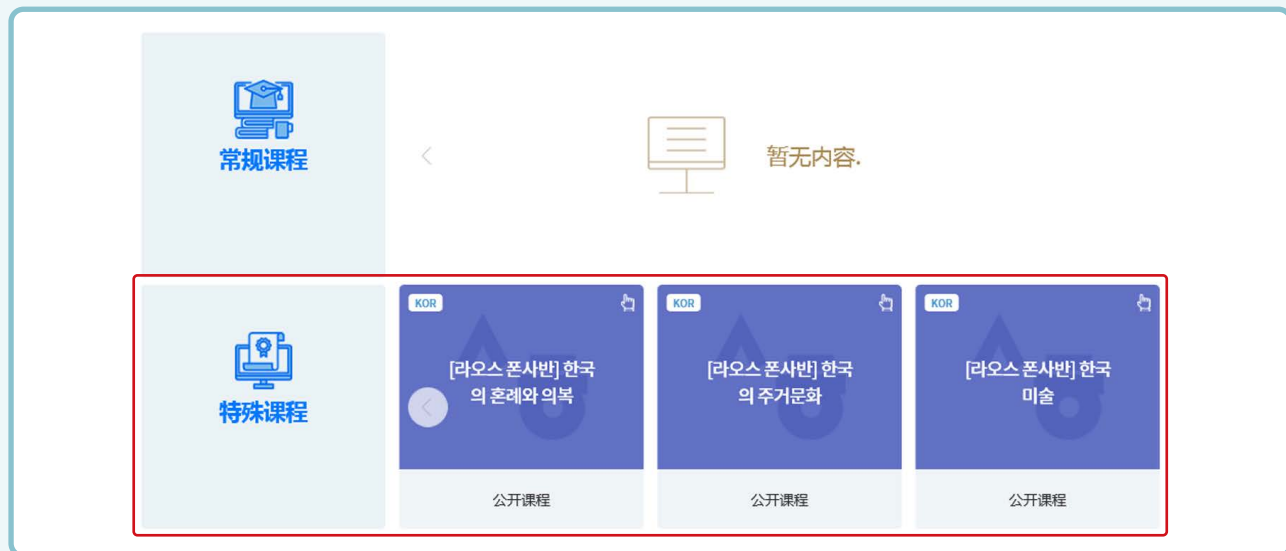 常规课程
暂无内容.
特殊课程
KOR
[라오스 폰사반] 한국
의 혼례와 의복
公开课程
KOR
[라오스 폰사반] 한국
의 주거문화
公开课程
KOR
[라오스 폰사반] 한국
미술
公开课程